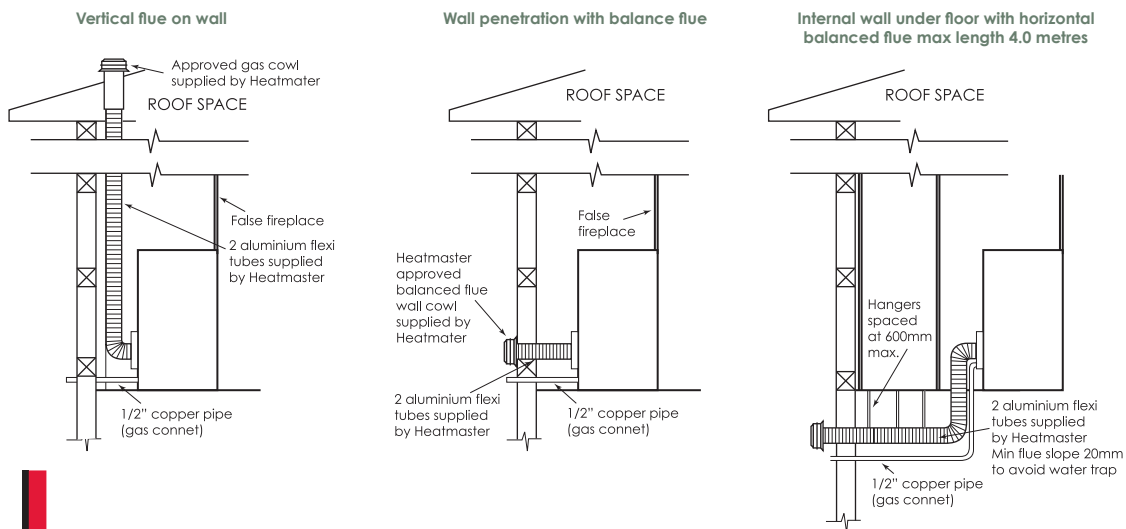 Vertical flue on wall
Approved gas cowl
supplied by Heatmater
ROOF SPACE
False fireplace
2 aluminium flexi
tubes supplied
by Heatmaster
1/2” copper pipe
(gas connet)
Wall penetration with balance flue
ROOF SPACE
False
fireplace
Heatmaster
approved
balanced flue
wall cowl
supplied by
Heatmater
2 aluminium flexi
tubes supplied
by Heatmaster
1/2” copper pipe
(gas connet)
Internal wall under floor with horizontal
balanced flue max length 4.0 metres
ROOF SPACE
Hangers
spaced
at 600mm
max.
2 aluminium flexi
tubes supplied
by Heatmaster
Min flue slope 20mm
to avoid water trap
1/2” copper pipe
(gas connet)